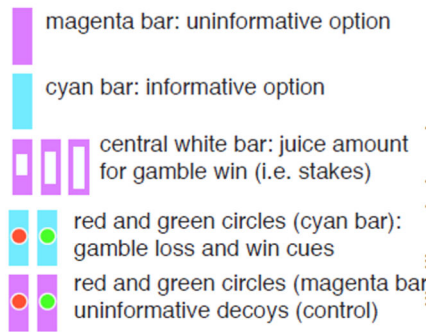 magenta bar: uninformative option
cyan bar: informative option
central white bar: juice amount
for gamble win (i.e. stakes)
red and green circles (cyan bar):
gamble loss and win cues
red and green circles (magenta bar
uninformative decoys (control)